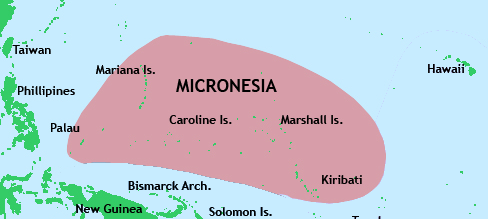 Taiwan
Mariana Is.
Hawaii
MICRONESIA
Phillipines
Caroline Is.
Marshall Is.
Palau
Kiribati
Bismarck Arch.
New Guinea
Solomon Is.